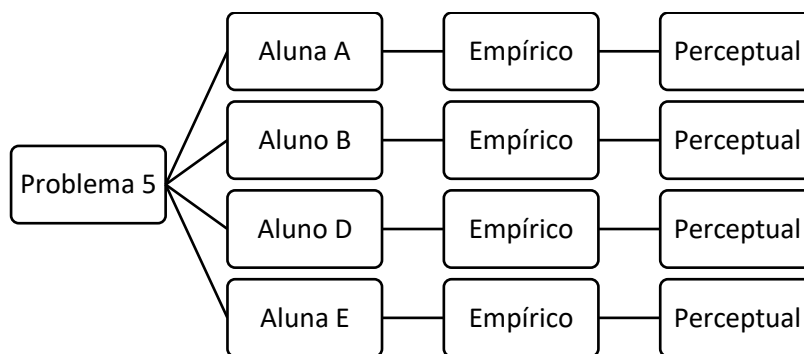 Aluna A
Empírico
Perceptual
Aluno B
Empírico
Perceptual
Problema 5
Aluno D
Empírico
Perceptual
Aluna E
Empírico
Perceptual